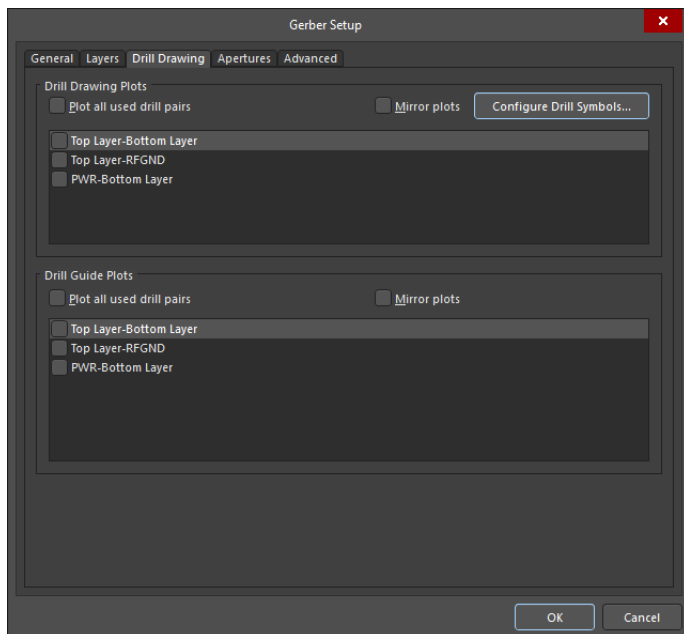 Gerber Setup
General Layers Drill Drawing Apertures Advanced
Drill Drawing Plots
Plot all used drill pairs Mirror plots Configure Drill Symbols...
Top Layer-Bottom Layer
Top Layer-RFGND
PWR-Bottom Layer
Drill Guide Plots
Plot all used drill pairs Mirror plots
Top Layer-Bottom Layer
Top Layer-RFGND
PWR-Bottom Layer
OK Cancel